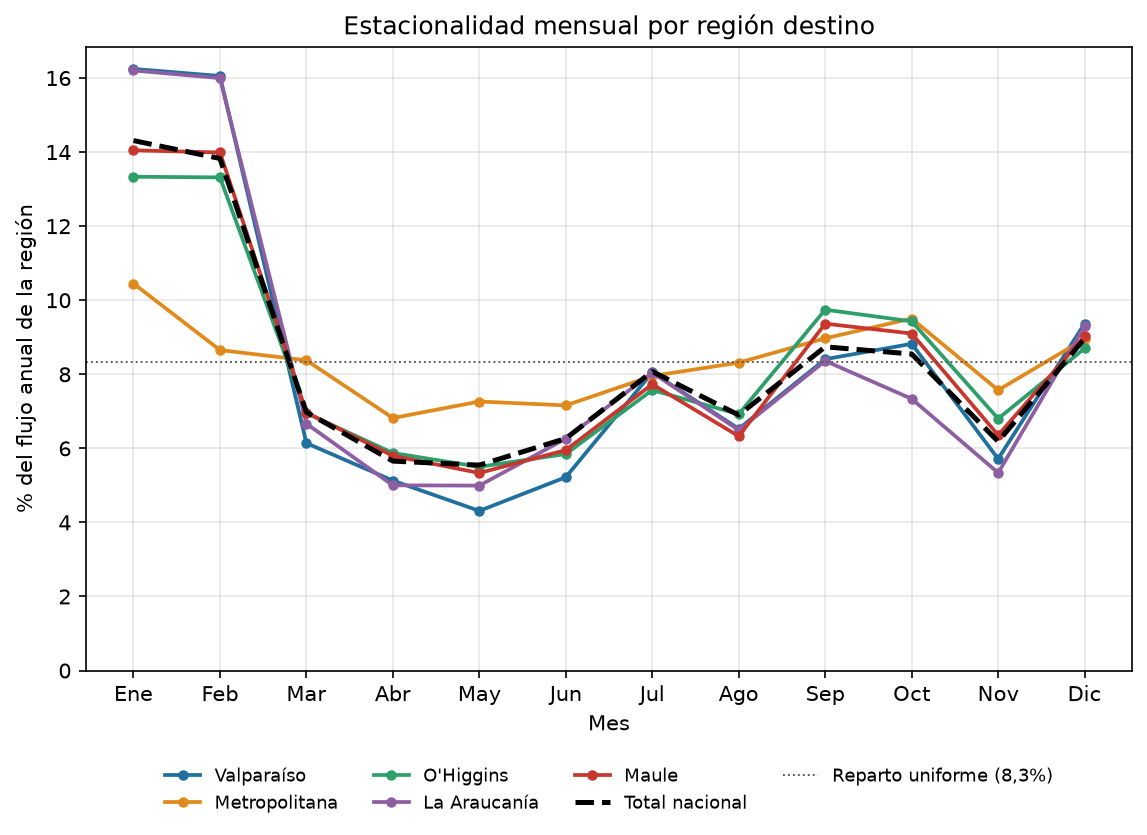 Estacionalidad mensual por región destino
% del flujo anual de la región
16
14
12
10
8
6
4
2
0
Ene Feb Mar Abr May Jun Jul Ago Sep Oct Nov Dic
Mes
Valparaíso O'Higgins Maule Reparto uniforme (8,3%)
Metropolitana La Araucanía Total nacional